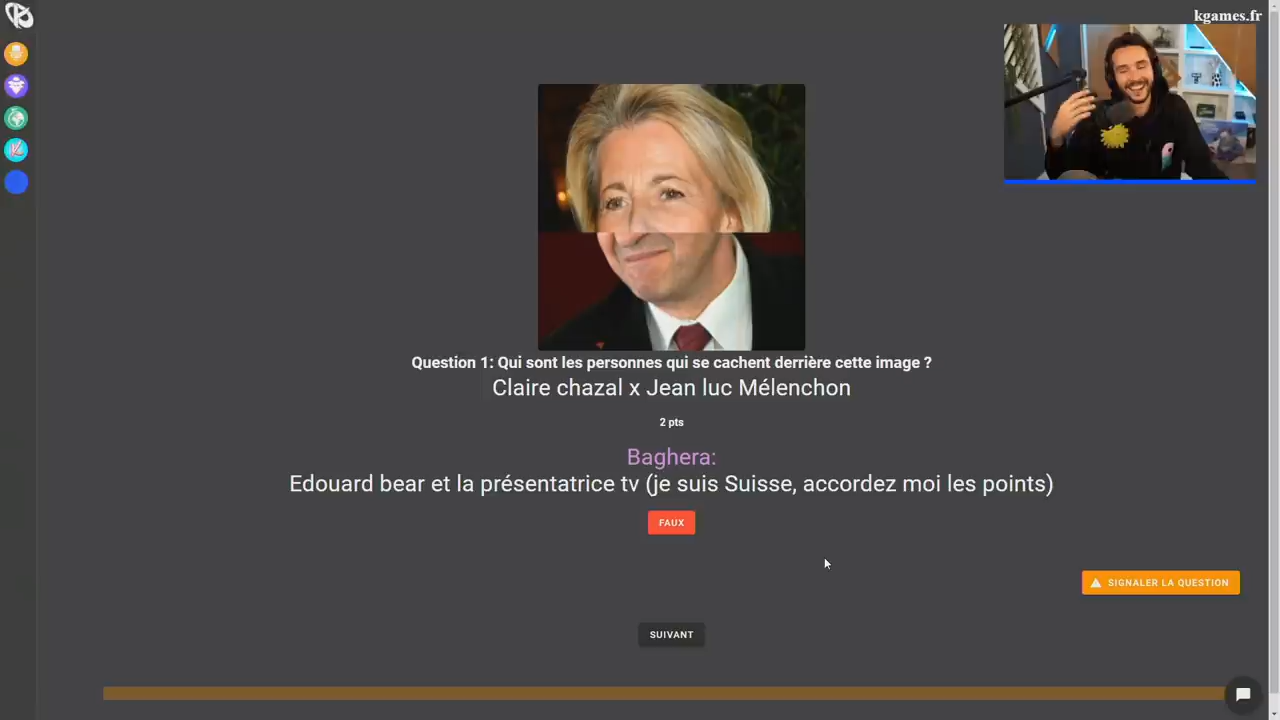 kgames.fr
Question 1: Qui sont les personnes qui se cachent derrière cette image ?
Claire chazal x Jean luc Mélenchon
2 pts
Baghera:
Edouard bear et la présentatrice tv (je suis Suisse, accordez moi les points)
FAUX
SIGNALER LA QUESTION
SUIVANT